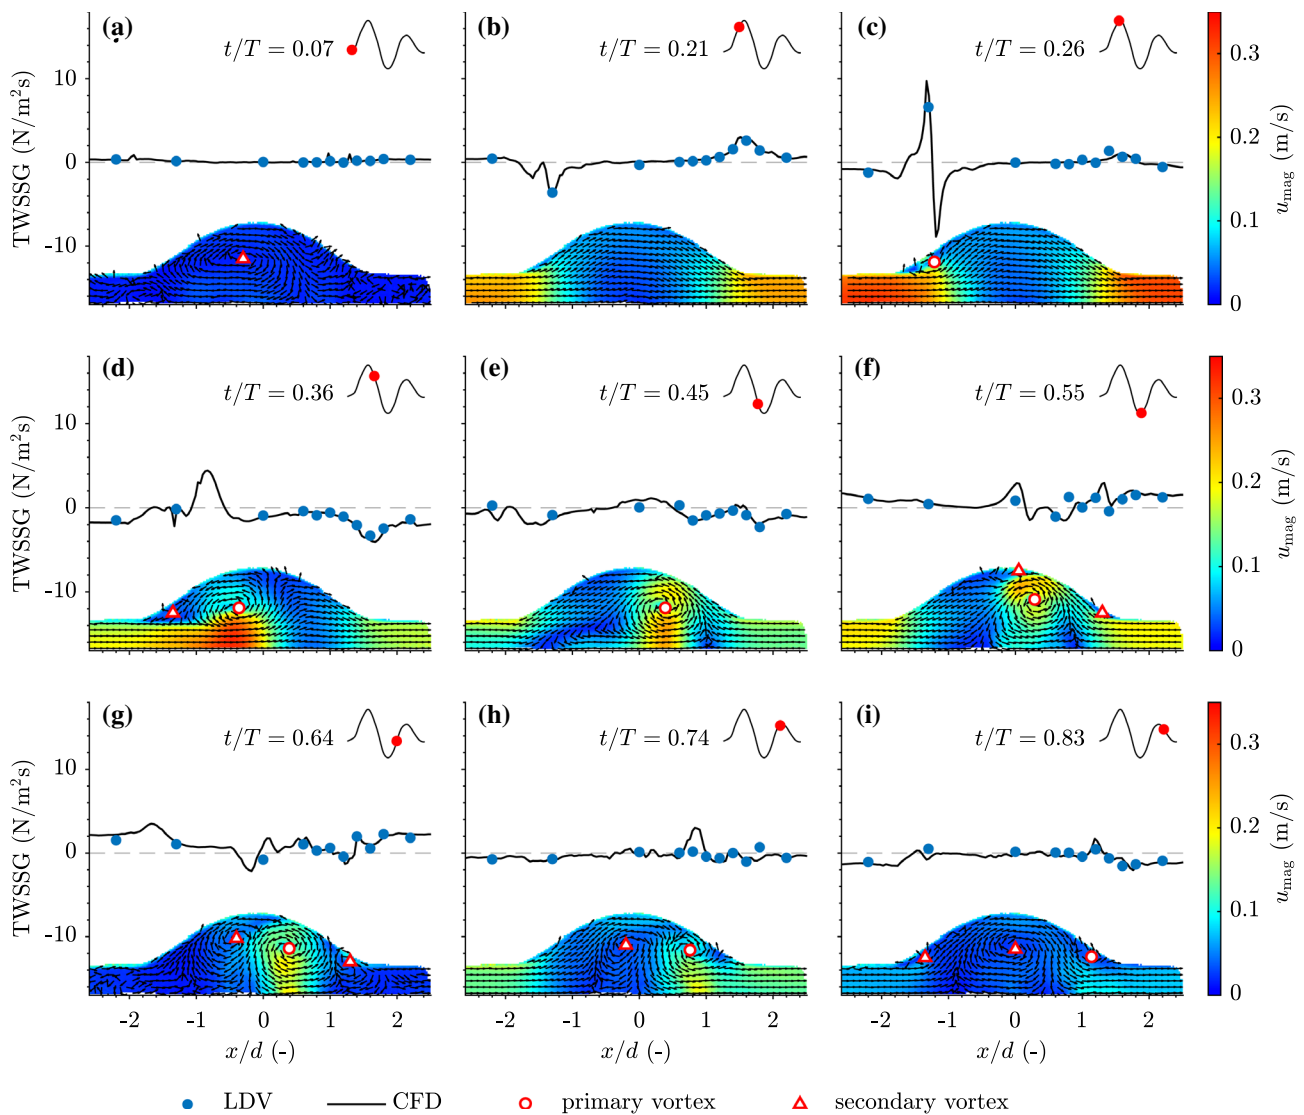 (a) t/T = 0.07
(b) t/T = 0.21
(c) t/T = 0.26
TWSSG (N/m²s)
10
0
-10
0.3
0.2
0.1
0
u_mag (m/s)
(d) t/T = 0.36
(e) t/T = 0.45
(f) t/T = 0.55
TWSSG (N/m²s)
10
0
-10
0.3
0.2
0.1
0
u_mag (m/s)
(g) t/T = 0.64
(h) t/T = 0.74
(i) t/T = 0.83
TWSSG (N/m²s)
10
0
-10
0.3
0.2
0.1
0
u_mag (m/s)
-2 -1 0 1 2
-2 -1 0 1 2
-2 -1 0 1 2
x/d (-)
x/d (-)
x/d (-)
LDV CFD primary vortex secondary vortex